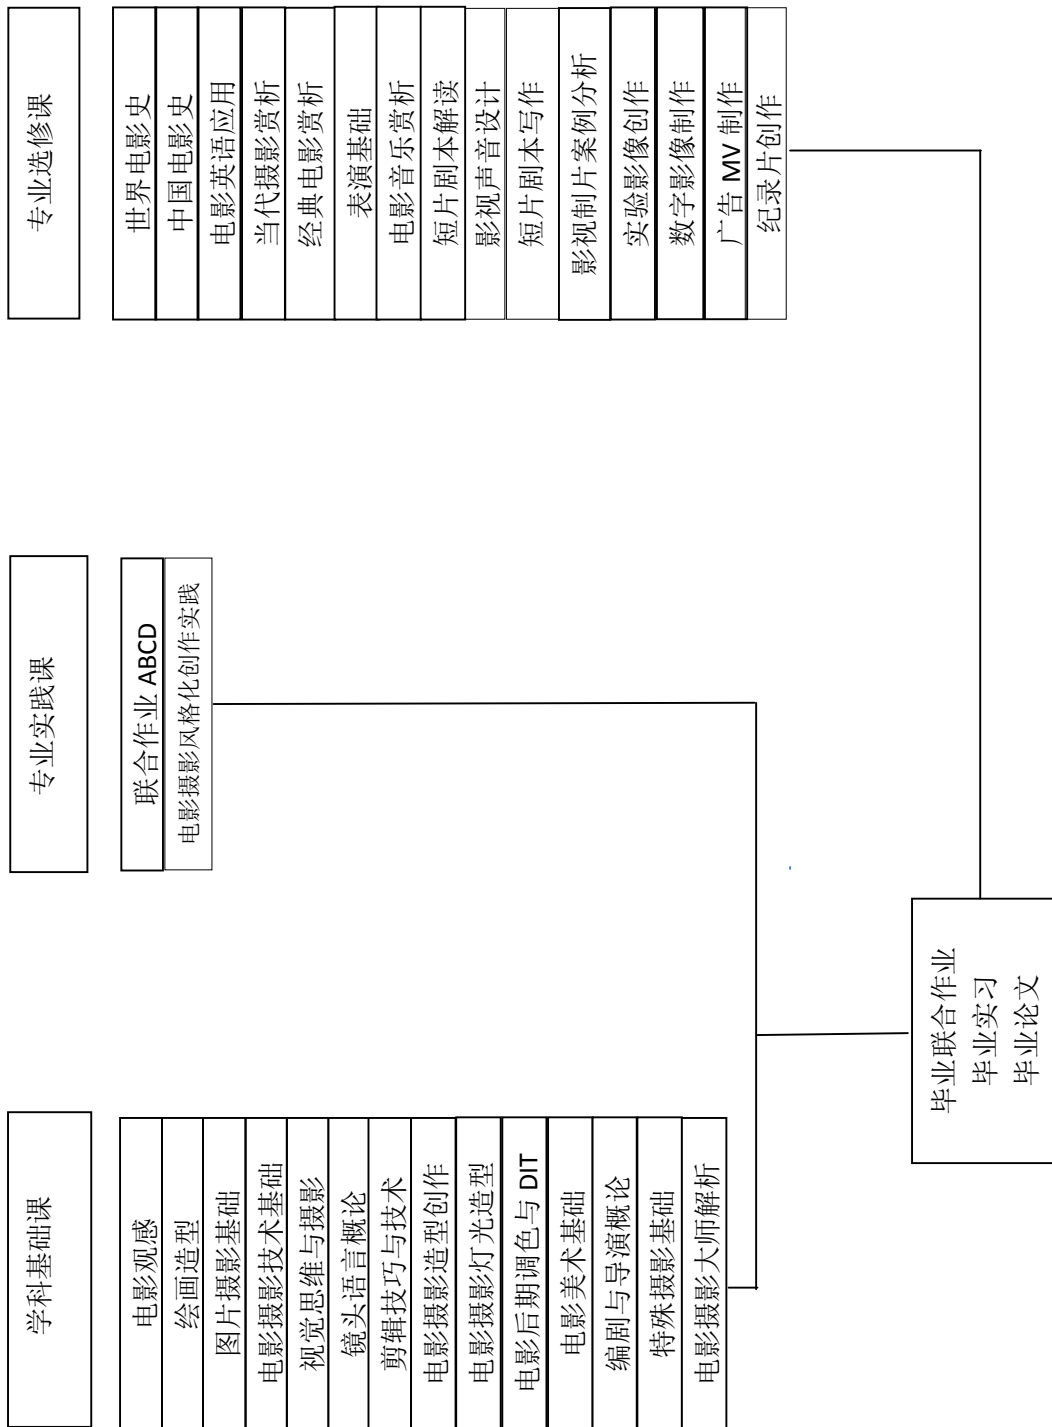 学科基础课
电影观感
绘画造型
图片摄影基础
电影摄影技术基础
视觉思维与摄影
镜头语言概论
剪辑技巧与技术
电影摄影造型创作
电影摄影灯光造型
电影后期调色与 DIT
电影美术基础
编剧与导演概论
特殊摄影基础
电影摄影大师解析
专业实践课
联合作业 ABCD
电影摄影风格化创作实践
专业选修课
世界电影史
中国电影史
电影英语应用
当代摄影赏析
经典电影赏析
表演基础
电影音乐赏析
短片剧本解读
影视声音设计
短片剧本写作
影视制片案例分析
实验影像创作
数字影像制作
广告 MV 制作
纪录片创作
毕业联合作业
毕业实习
毕业论文